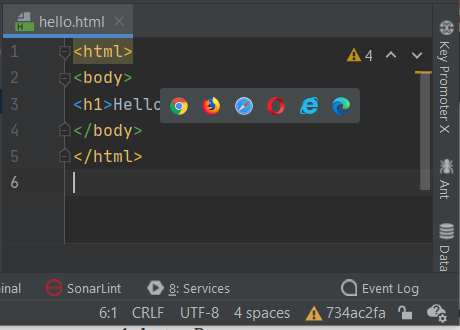 hello.html
1 <html>
4
2 <body>
3 <h1>Hello
4 </body>
5 </html>
6
Key Promoter X
Ant
Data
minal
SonarLint
8: Services
Event Log
6:1 CRLF UTF-8 4 spaces 734ac2fa